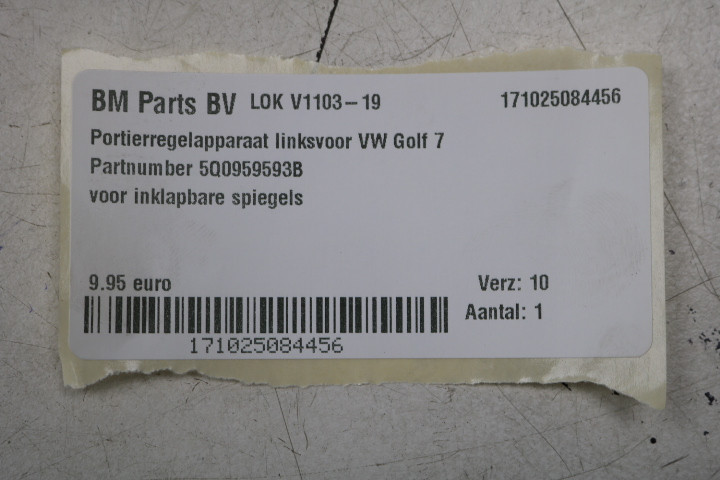 BM Parts BV LOK V1103-19 171025084456
Portierregelapparaat linksvoor VW Golf 7
Partnumber 5Q0959593B
voor inklapbare spiegels
9.95 euro Verz: 10
Aantal: 1
171025084456